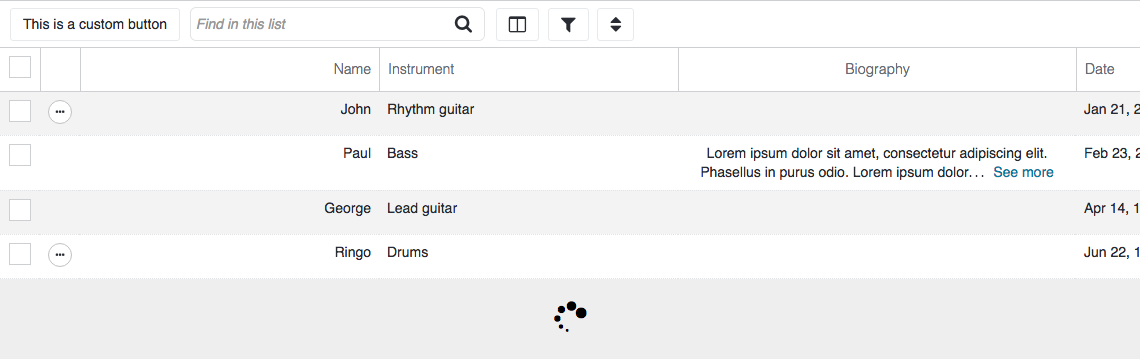 This is a custom button Find in this list
Name Instrument Biography Date
John Rhythm guitar Jan 21, 2
Paul Bass Lorem ipsum dolor sit amet, consectetur adipiscing elit. Feb 23, 2
Phasellus in purus odio. Lorem ipsum dolor... See more
George Lead guitar Apr 14, 1
Ringo Drums Jun 22, 1